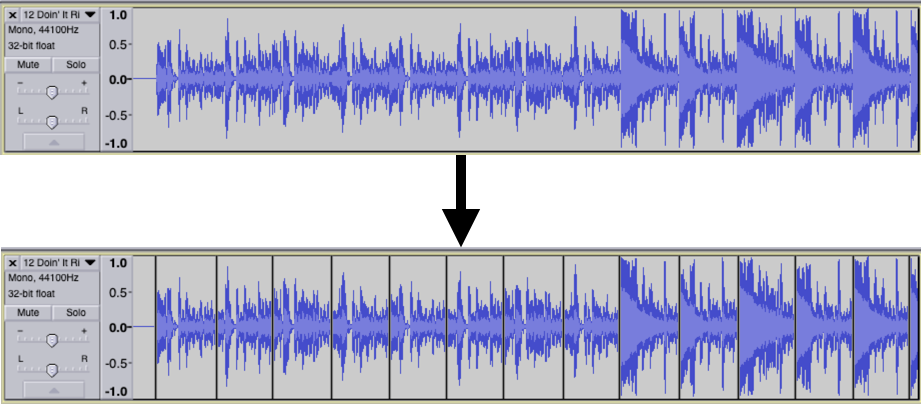 × 12 Doin' It Ri ▼
Mono, 44100Hz
32-bit float
Mute Solo
- +
L R
1.0
0.5-
0.0-
-0.5-
-1.0
× 12 Doin' It Ri ▼
Mono, 44100Hz
32-bit float
Mute Solo
- +
L R
1.0
0.5-
0.0-
-0.5-
-1.0